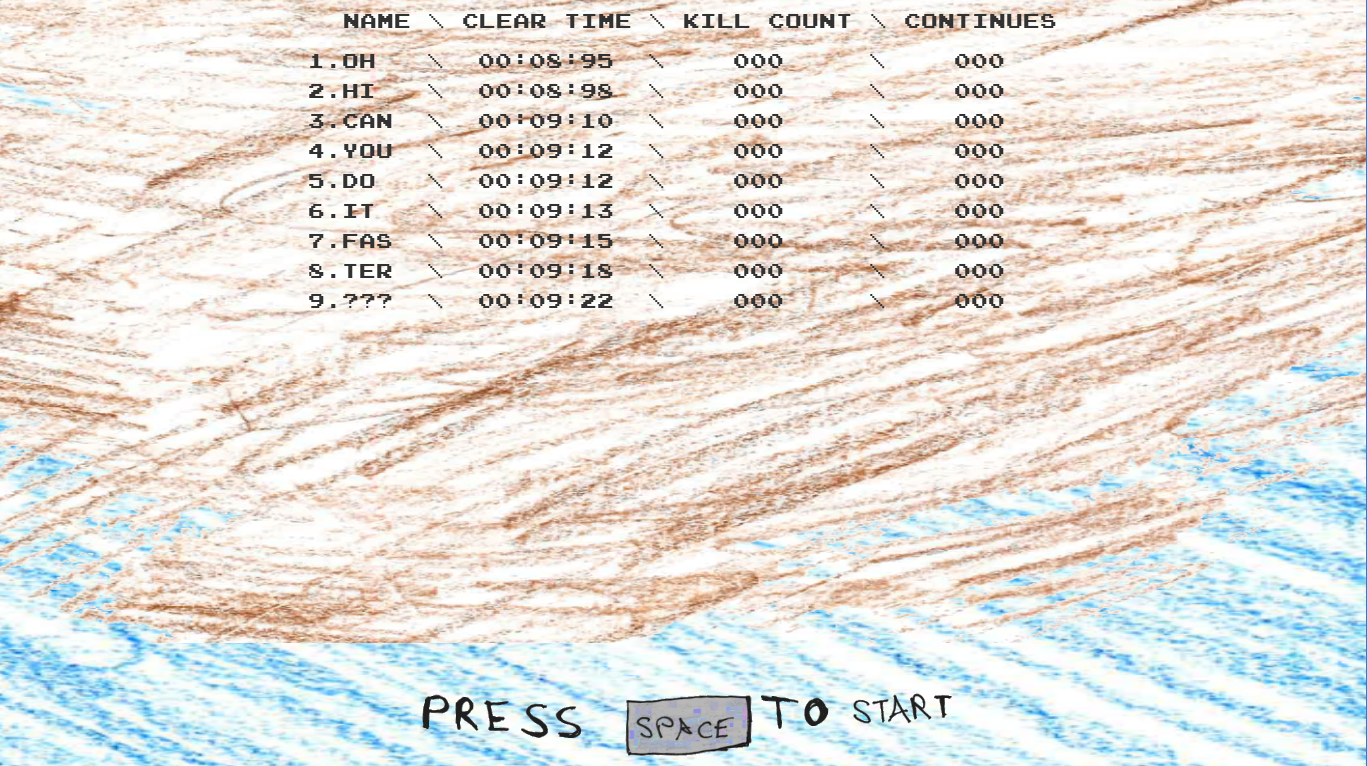 NAME \ CLEAR TIME \ KILL COUNT \ CONTINUES
1.OH \ 00:08:95 \ 000 \ 000
2.HI \ 00:08:98 \ 000 \ 000
3.CAN \ 00:09:10 \ 000 \ 000
4.YOU \ 00:09:12 \ 000 \ 000
5.DO \ 00:09:12 \ 000 \ 000
6.IT \ 00:09:13 \ 000 \ 000
7.FAS \ 00:09:15 \ 000 \ 000
8.TER \ 00:09:18 \ 000 \ 000
9.??? \ 00:09:22 \ 000 \ 000
PRESS SPACE TO START